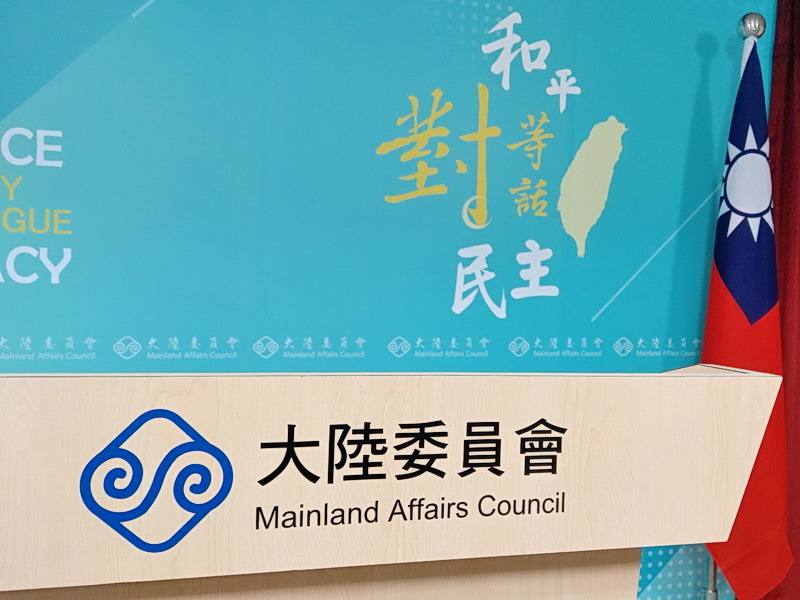 CE
Y
GUE
ACY
和平
對等
話
民主
大陸委員會 大陸委員會 大陸委員會 大陸委員會 大陸委員會 大陸委員會
Mainland Affairs Council Mainland Affairs Council Mainland Affairs Council Mainland Affairs Council Mainland Affairs Council Mainland Affairs
大陸委員會
Mainland Affairs Council